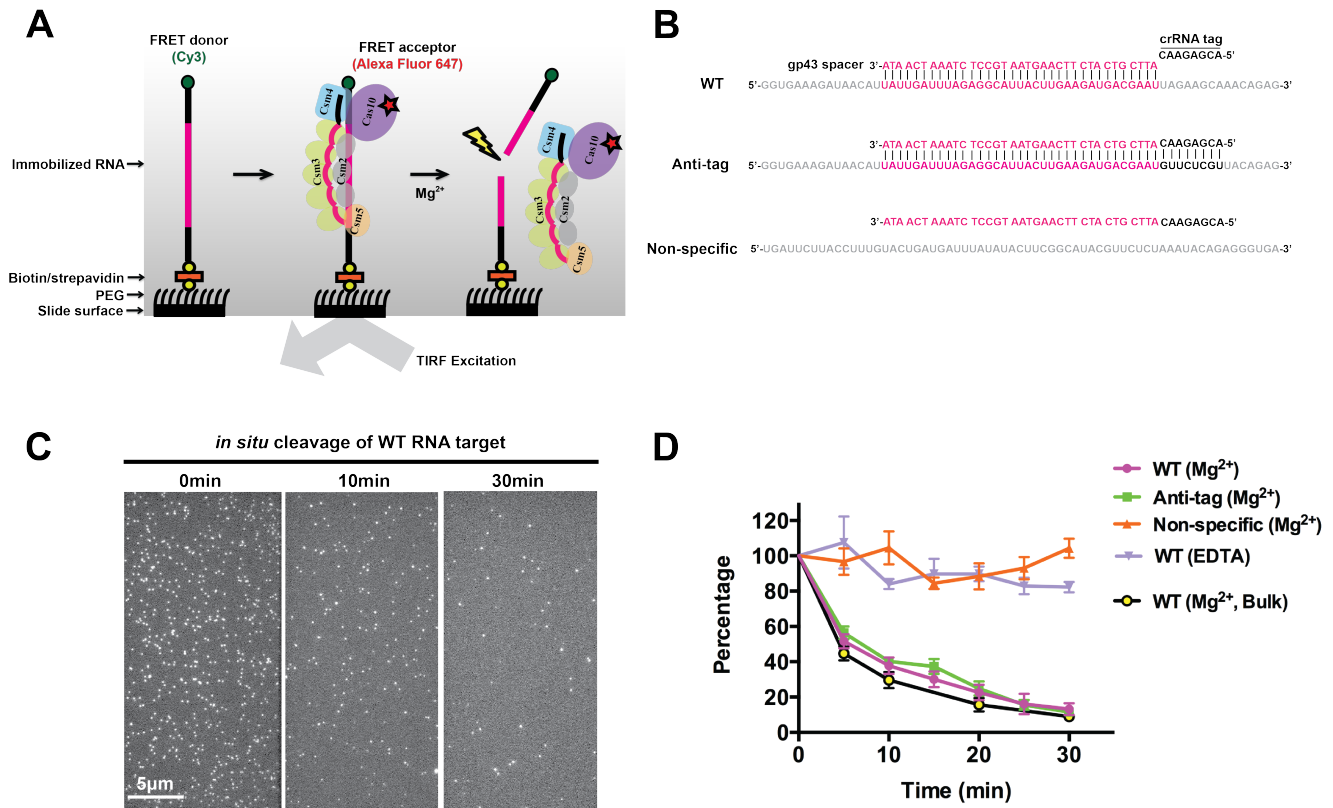 A
FRET donor
(Cy3)
FRET acceptor
(Alexa Fluor 647)
Csm4
Cas10
Csm3
Csm2
Csm5
Mg2+
Csm4
Cas10
Csm3
Csm2
Csm5
Immobilized RNA
Biotin/strepavidin
PEG
Slide surface
TIRF Excitation
B
crRNA tag
CAAGAGCA-5'
gp43 spacer 3'-ATA ACT AAATC TCCGT AATGAACTT CTA CTG CTTA
WT 5'-GGUGAAAGAUAACAUUAUUGAUUUAGAGGCAUUACUUGAAGAUGACGAAUUAGAAGCAAACAGAG-3'
3'-ATA ACT AAATC TCCGT AATGAACTT CTA CTG CTTA CAAGAGCA-5'
Anti-tag 5'-GGUGAAAGAUAACAUUAUUGAUUUAGAGGCAUUACUUGAAGAUGACGAAUGUUCUCGUUACAGAG-3'
3'-ATA ACT AAATC TCCGT AATGAACTT CTA CTG CTTA CAAGAGCA-5'
Non-specific 5'-UGAUUCUUACCUUUGUACUGAUGAUUUAUAUACUUCGGCAUACGUUCUCUAAAUACAGAGGGUGA-3'
C
in situ cleavage of WT RNA target
0min 10min 30min
5μm
D
WT (Mg2+)
Anti-tag (Mg2+)
Non-specific (Mg2+)
WT (EDTA)
WT (Mg2+, Bulk)
Percentage
120
100
80
60
40
20
0
0 10 20 30
Time (min)